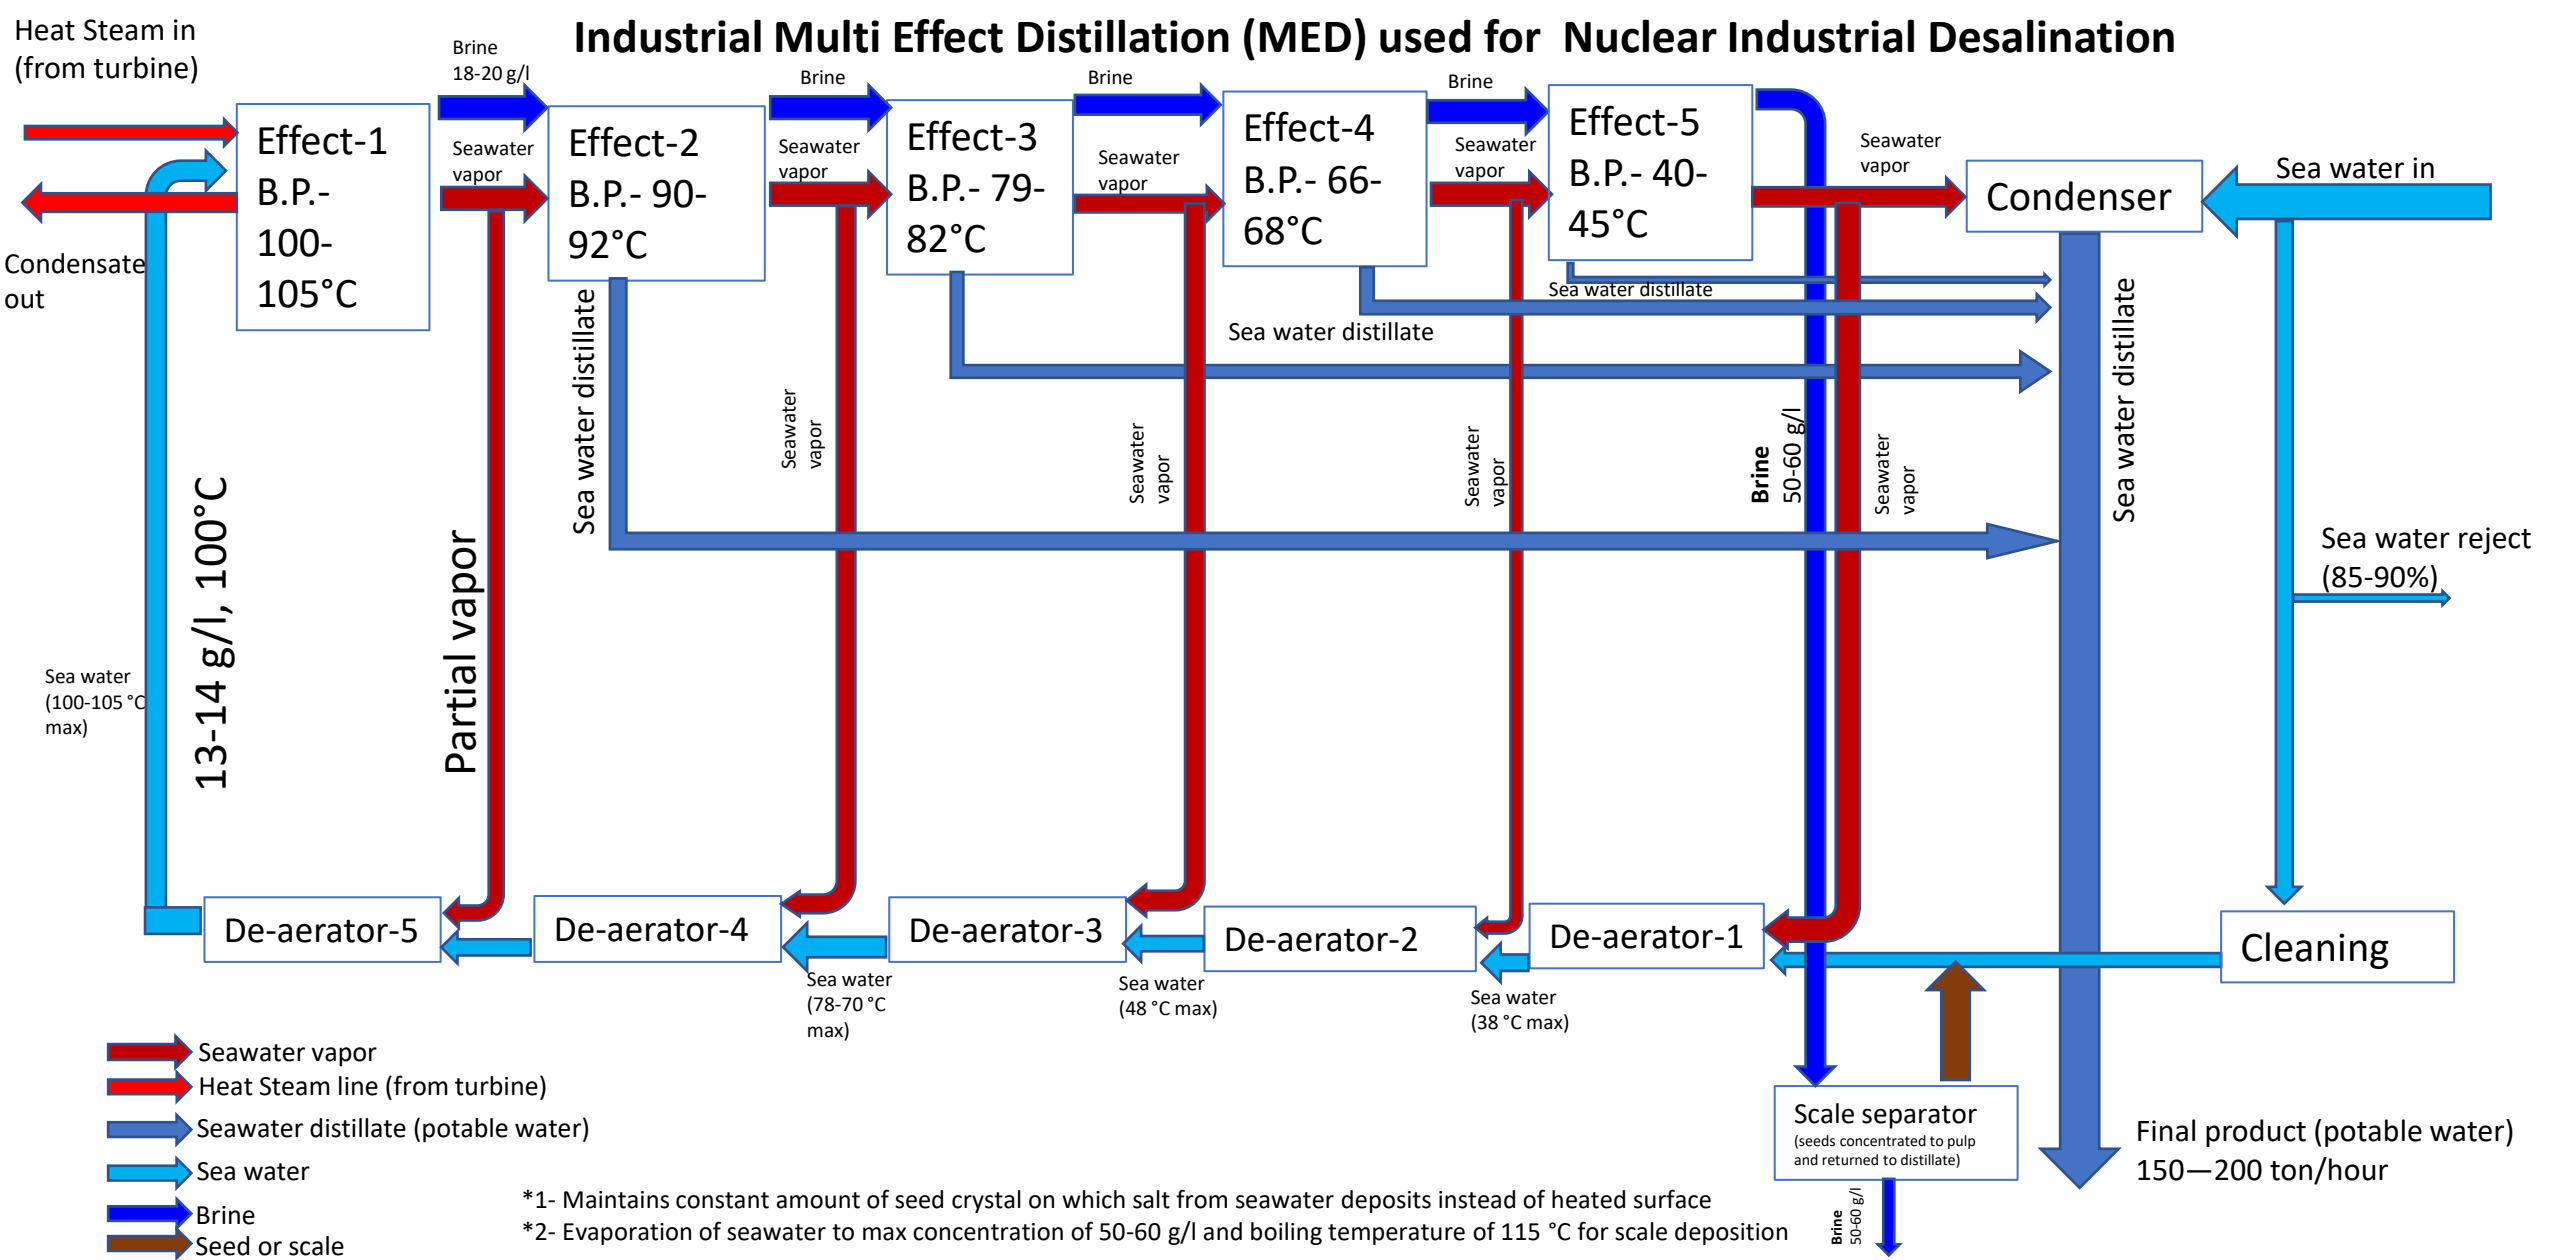 Industrial Multi Effect Distillation (MED) used for Nuclear Industrial Desalination
Heat Steam in
(from turbine)
Condensate
out
Effect-1
B.P.-
100-
105°C
Brine
18-20 g/l
Seawater
vapor
Effect-2
B.P.- 90-
92°C
Brine
Seawater
vapor
Effect-3
B.P.- 79-
82°C
Brine
Seawater
vapor
Effect-4
B.P.- 66-
68°C
Brine
Seawater
vapor
Effect-5
B.P.- 40-
45°C
Seawater
vapor
Condenser
Sea water in
Sea water distillate
Sea water distillate
Sea water distillate
Sea water distillate
Seawater
vapor
Seawater
vapor
Seawater
vapor
Brine
50-60 g/l
Seawater
vapor
Sea water reject
(85-90%)
13-14 g/l, 100°C
Partial vapor
Sea water
(100-105 °C
max)
De-aerator-5
De-aerator-4
De-aerator-3
De-aerator-2
De-aerator-1
Cleaning
Sea water
(78-70 °C
max)
Sea water
(48 °C max)
Sea water
(38 °C max)
Seawater vapor
Heat Steam line (from turbine)
Seawater distillate (potable water)
Sea water
Brine
Seed or scale
Scale separator
(seeds concentrated to pulp
and returned to distillate)
Brine
50-60 g/l
Final product (potable water)
150—200 ton/hour
*1- Maintains constant amount of seed crystal on which salt from seawater deposits instead of heated surface
*2- Evaporation of seawater to max concentration of 50-60 g/l and boiling temperature of 115 °C for scale deposition